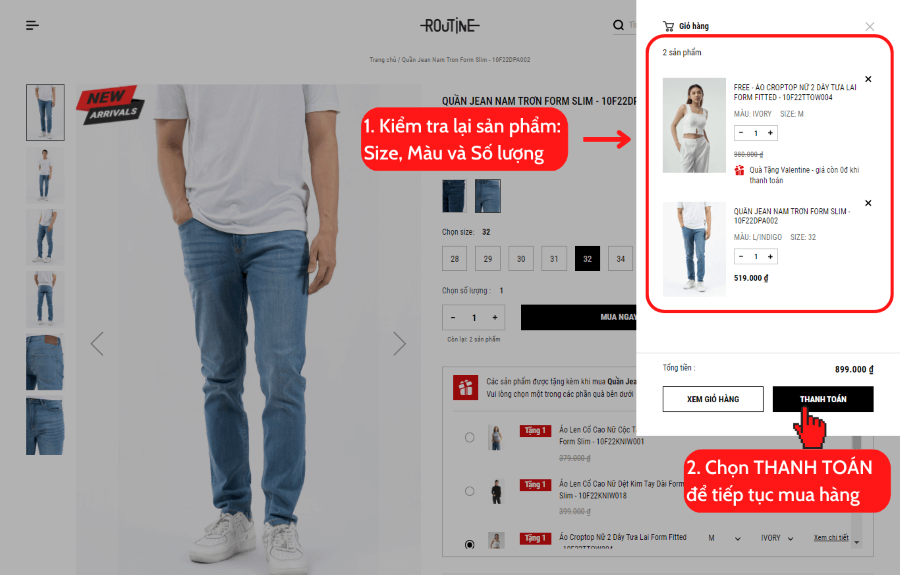 ROUTINE
Trang chủ / Quần Jean Nam Trơn Form Slim - 10F22DPA002
NEW
ARRIVALS
QUẦN JEAN NAM TRƠN FORM SLIM - 10F22DP
1. Kiểm tra lại sản phẩm:
Size, Màu và Số lượng
Chọn size: 32
28 29 30 31 32 34
Chọn số lượng : 1
- 1 +
MUA NGAY
Còn lại: 2 sản phẩm
Các sản phẩm được tặng kèm khi mua Quần Jea
Vui lòng chọn một trong các phần quà bên dưới
Tặng 1
Áo Len Cổ Cao Nữ Cộc T
Form Slim - 10F22KNIW001
379.000 ₫
Tặng 1
Áo Len Cổ Cao Nữ Dệt Kim Tay Dài Form
Slim - 10F22KNIW018
399.000 ₫
Tặng 1
Áo Croptop Nữ 2 Dây Tưa Lai Form Fitted
- 10F22TTOW004
M
IVORY
Xem chi tiết
Giỏ hàng
2 sản phẩm
FREE - ÁO CROPTOP NỮ 2 DÂY TƯA LAI
FORM FITTED - 10F22TTOW004
MÀU: IVORY SIZE: M
- 1 +
380.000 ₫
Quà Tặng Valentine - giá còn 0đ khi
thanh toán
QUẦN JEAN NAM TRƠN FORM SLIM -
10F22DPA002
MÀU: L/INDIGO SIZE: 32
- 1 +
519.000 ₫
Tổng tiền :
899.000 ₫
XEM GIỎ HÀNG
THANH TOÁN
2. Chọn THANH TOÁN
để tiếp tục mua hàng